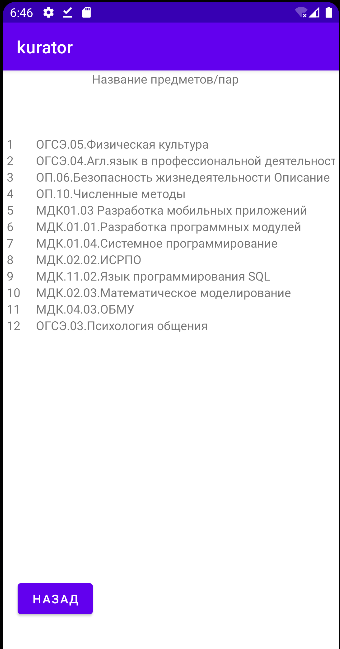 6:46
kurator
Название предметов/пар
1 ОГСЭ.05.Физическая культура
2 ОГСЭ.04.Агл.язык в профессиональной деятельност
3 ОП.06.Безопасность жизнедеятельности Описание
4 ОП.10.Численные методы
5 МДК01.03 Разработка мобильных приложений
6 МДК.01.01.Разработка программных модулей
7 МДК.01.04.Системное программирование
8 МДК.02.02.ИСРПО
9 МДК.11.02.Язык программирования SQL
10 МДК.02.03.Математическое моделирование
11 МДК.04.03.ОБМУ
12 ОГСЭ.03.Психология общения
НАЗАД